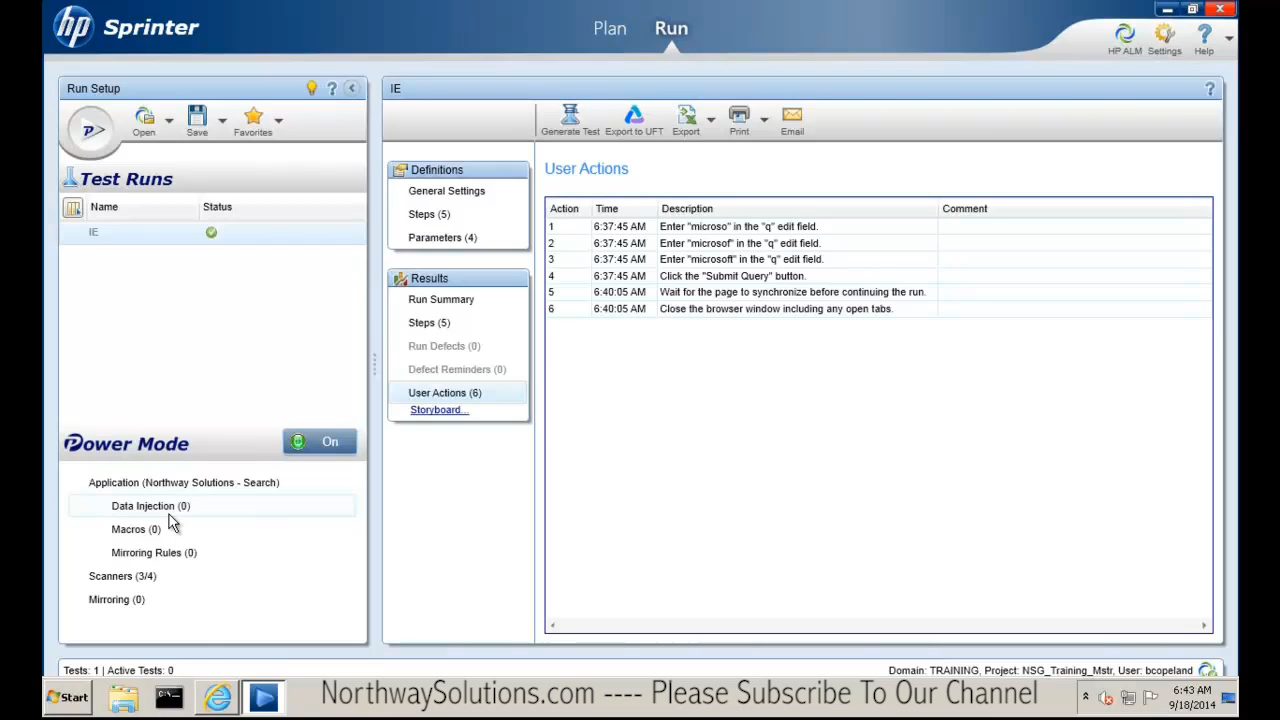 hp Sprinter
Plan Run
HP ALM Settings Help
Run Setup
Open Save Favorites
Test Runs
Name Status
IE
Power Mode
On
Application (Northway Solutions - Search)
Data Injection (0)
Macros (0)
Mirroring Rules (0)
Scanners (3/4)
Mirroring (0)
IE
Generate Test Export to UFT Export Print Email
Definitions
General Settings
Steps (5)
Parameters (4)
Results
Run Summary
Steps (5)
Run Defects (0)
Defect Reminders (0)
User Actions (6)
Storyboard...
User Actions
Action Time Description Comment
1 6:37:45 AM Enter "microso" in the "q" edit field.
2 6:37:45 AM Enter "microsof" in the "q" edit field.
3 6:37:45 AM Enter "microsoft" in the "q" edit field.
4 6:37:45 AM Click the "Submit Query" button.
5 6:40:05 AM Wait for the page to synchronize before continuing the run.
6 6:40:05 AM Close the browser window including any open tabs.
Tests: 1 | Active Tests: 0
Domain: TRAINING, Project: NSG_Training_Mstr, User: bcopeland
Start
NorthwaySolutions.com ---- Please Subscribe To Our Channel
6:43 AM
9/18/2014